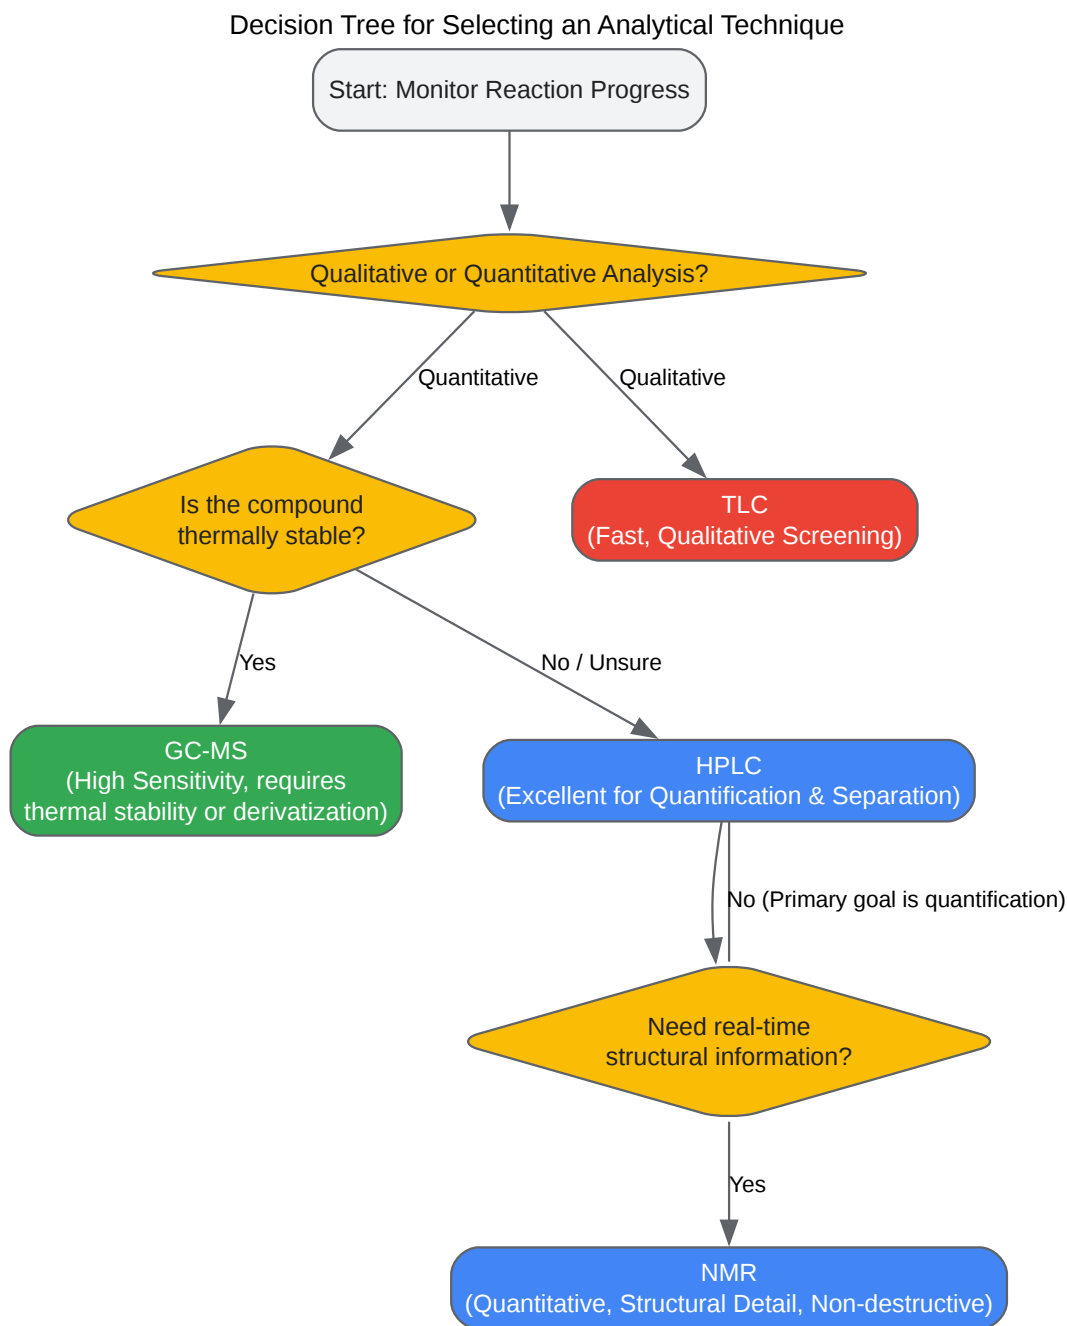 Decision Tree for Selecting an Analytical Technique
Start: Monitor Reaction Progress
Qualitative or Quantitative Analysis?
Quantitative
Qualitative
Is the compound
thermally stable?
TLC
(Fast, Qualitative Screening)
Yes
No / Unsure
GC-MS
(High Sensitivity, requires
thermal stability or derivatization)
HPLC
(Excellent for Quantification & Separation)
No (Primary goal is quantification)
Need real-time
structural information?
Yes
NMR
(Quantitative, Structural Detail, Non-destructive)